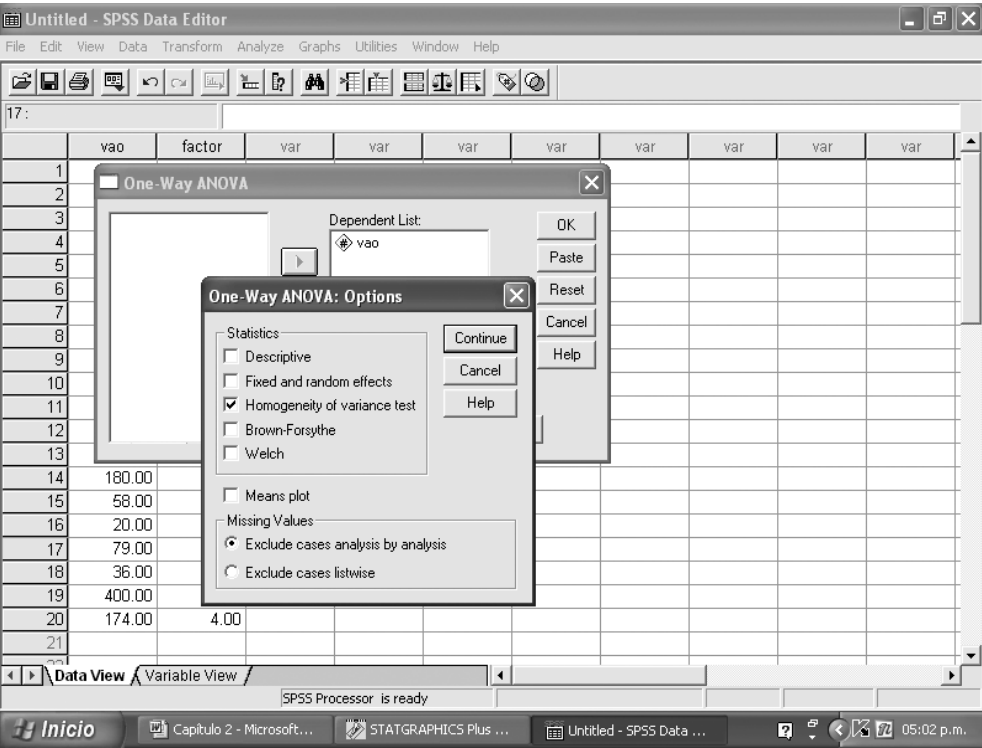 Untitled - SPSS Data Editor
File Edit View Data Transform Analyze Graphs Utilities Window Help
17 :
vao factor var var var var var var var var
1
2
3
4
5
6
7
8
9
10
11
12
13
14 180.00
15 58.00
16 20.00
17 79.00
18 36.00
19 400.00
20 174.00 4.00
21
One-Way ANOVA
Dependent List:
vao
OK
Paste
Reset
Cancel
Help
One-Way ANOVA: Options
Statistics
Descriptive
Fixed and random effects
Homogeneity of variance test
Brown-Forsythe
Welch
Means plot
Missing Values
Exclude cases analysis by analysis
Exclude cases listwise
Continue
Cancel
Help
Data View Variable View
SPSS Processor is ready
Inicio Capítulo 2 - Microsoft... STATGRAPHICS Plus ... Untitled - SPSS Data ... 05:02 p.m.